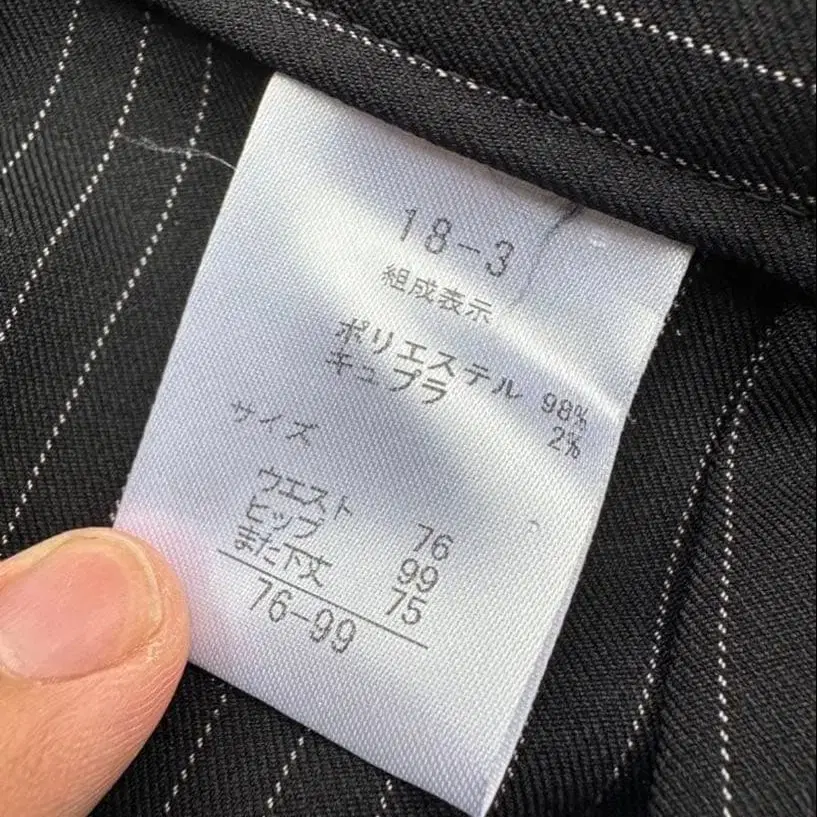 18-3
組成表示
ポリエステル 98%
キュプラ 2%
サイズ
ウエスト 76
ヒップ 99
また下丈 75
76-99